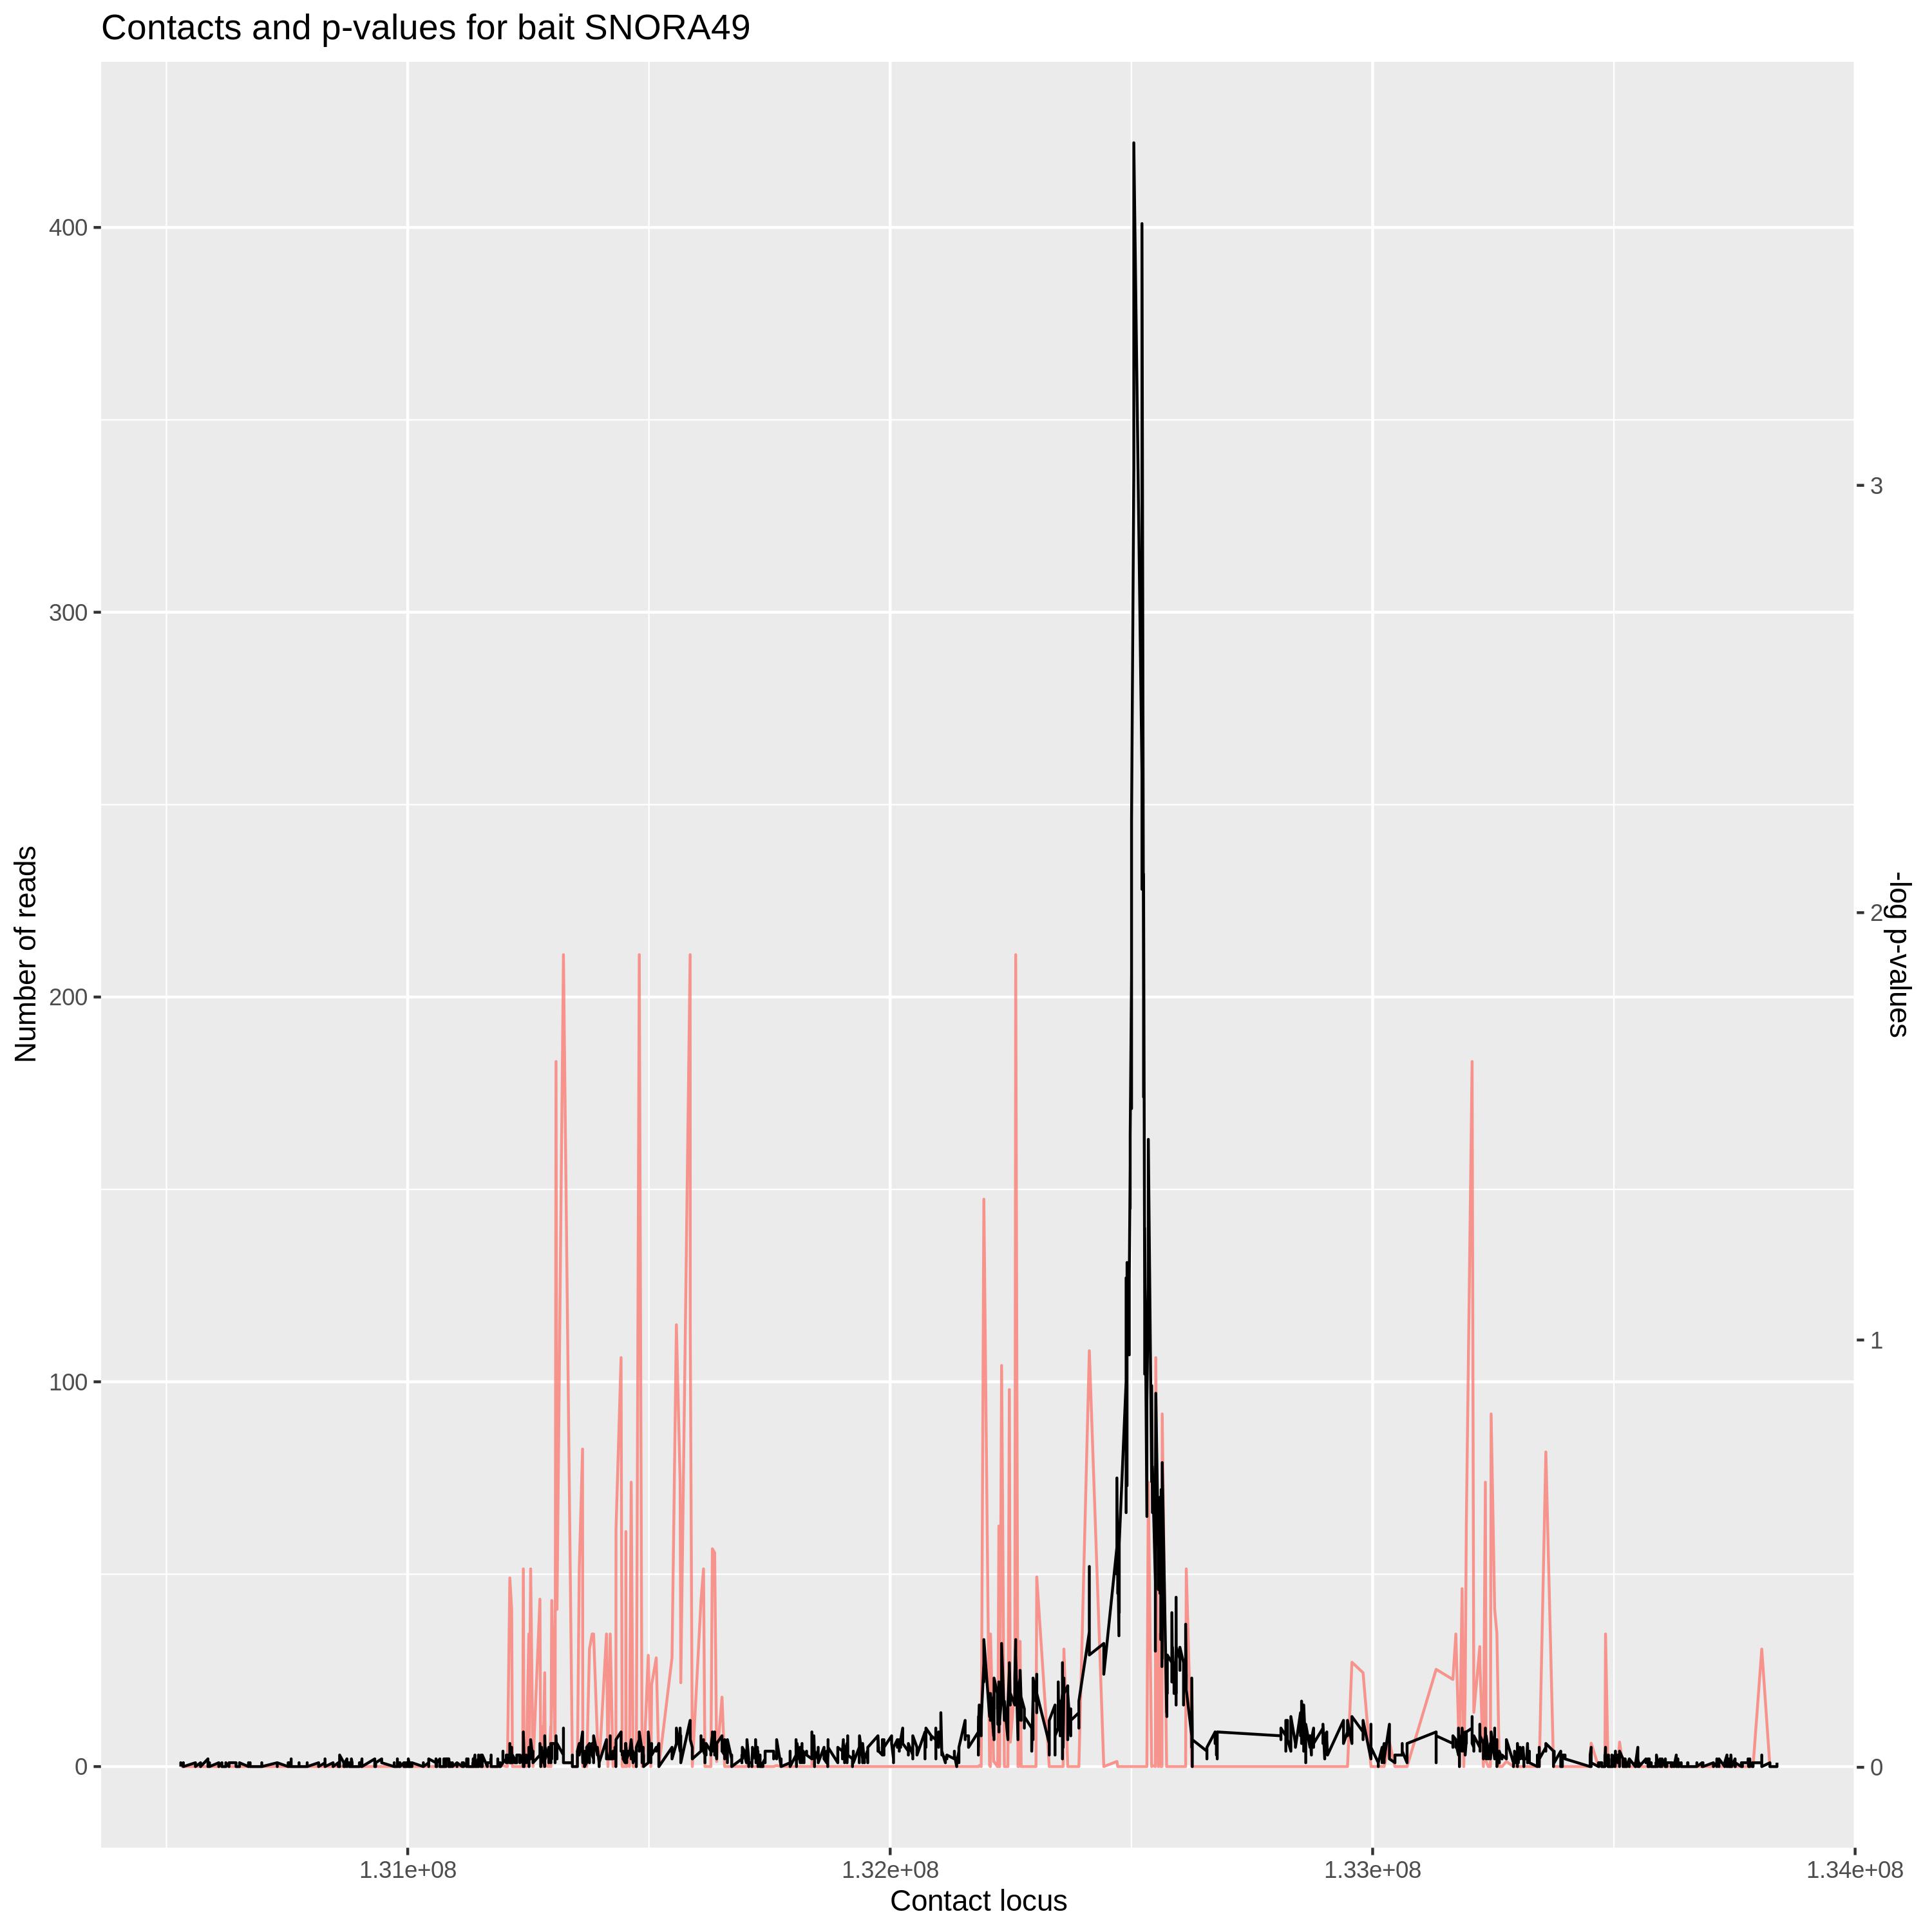 Contacts and p-values for bait SNORA49
400
300
200
100
0
Number of reads
3
2
1
0
-log p-values
1.31e+08
1.32e+08
1.33e+08
1.34e+08
Contact locus